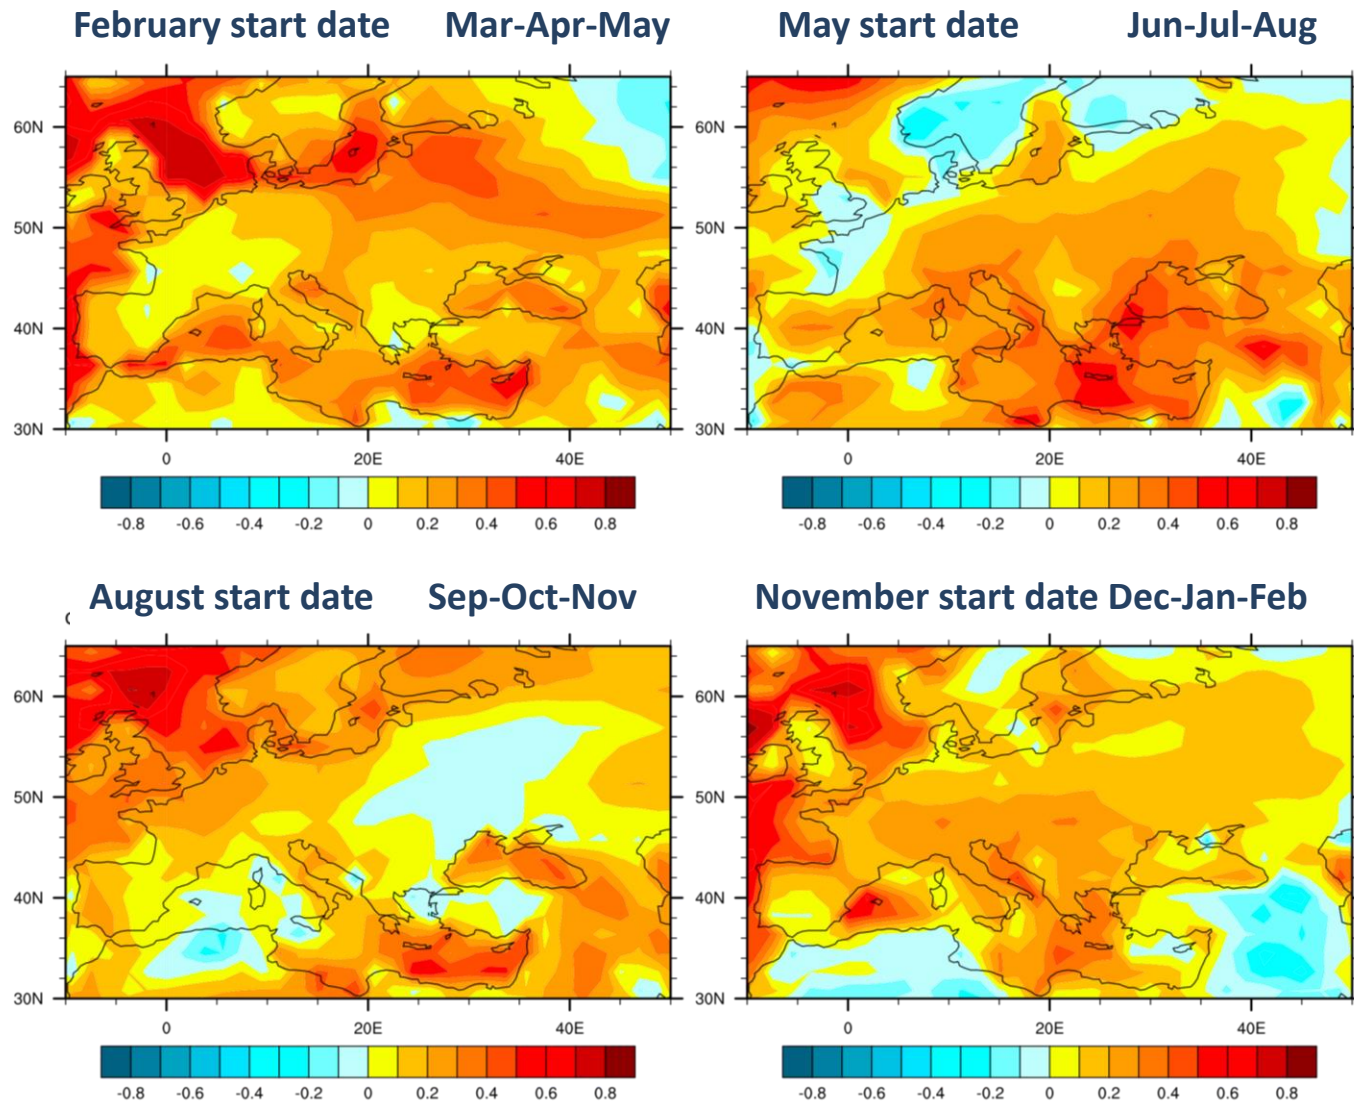 February start date Mar-Apr-May
May start date Jun-Jul-Aug
60N
50N
40N
30N
0 20E 40E
-0.8 -0.6 -0.4 -0.2 0 0.2 0.4 0.6 0.8
60N
50N
40N
30N
0 20E 40E
-0.8 -0.6 -0.4 -0.2 0 0.2 0.4 0.6 0.8
August start date Sep-Oct-Nov
November start date Dec-Jan-Feb
60N
50N
40N
30N
0 20E 40E
-0.8 -0.6 -0.4 -0.2 0 0.2 0.4 0.6 0.8
60N
50N
40N
30N
0 20E 40E
-0.8 -0.6 -0.4 -0.2 0 0.2 0.4 0.6 0.8